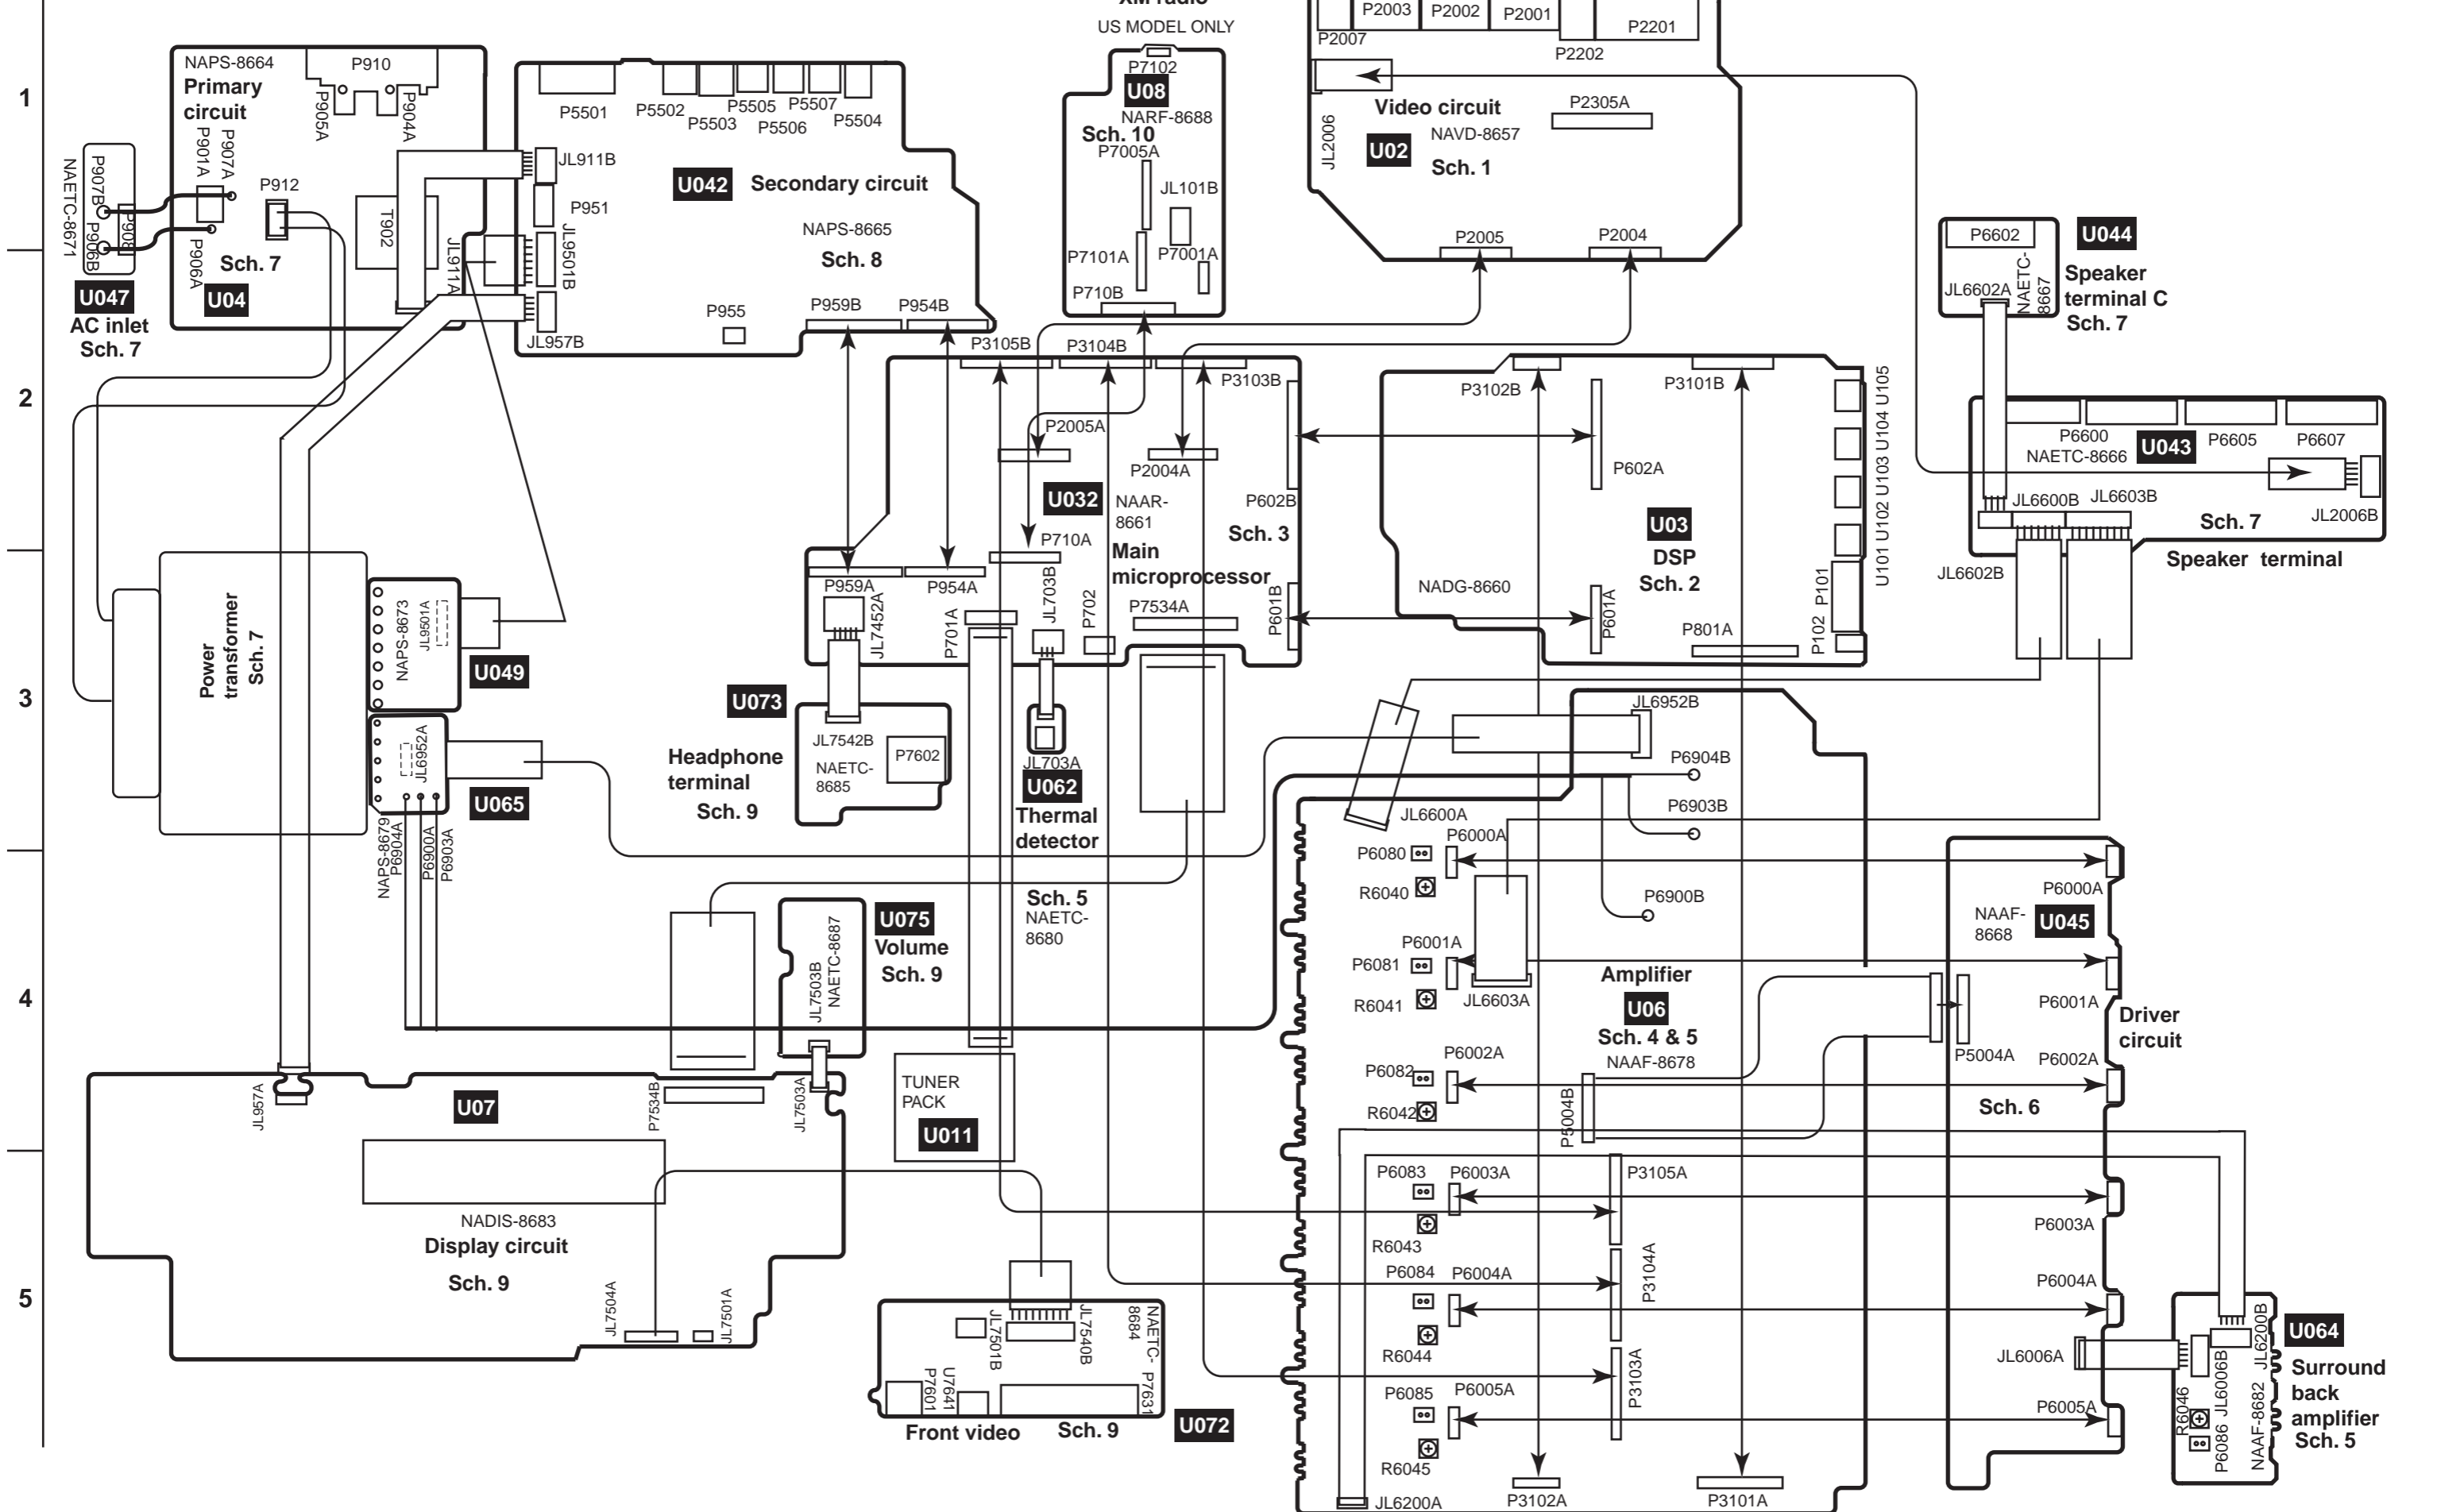 XM radio
US MODEL ONLY
P2003
P2002
P2001
P2201
P2007
P2202
1
2
3
4
5
NAPS-8664
Primary
circuit
P910
P905A
P904A
P901A
P907A
P912
P906A
T902
JL911A
Sch. 7
U04
P907B
P906B
NAETC-8671
U047
AC inlet
Sch. 7
P5501
P5502
P5503
P5505
P5506
P5507
P5504
JL911B
P951
JL9501B
JL957B
U042
Secondary circuit
NAPS-8665
Sch. 8
P955
P959B
P954B
P7102
U08
NARF-8688
Sch. 10
P7005A
JL101B
P7101A
P7001A
P710B
JL2006
Video circuit
U02
NAVD-8657
Sch. 1
P2305A
P2005
P2004
P6602
U044
JL6602A
NAETC-
8667
Speaker
terminal C
Sch. 7
P3105B
P3104B
P3103B
P2005A
P2004A
U032
NAAR-
8661
P602B
Sch. 3
P710A
Main
microprocessor
P959A
P954A
JL7452A
P701A
JL703B
P702
P7534A
P601B
P3102B
P3101B
P602A
U03
DSP
Sch. 2
NADG-8660
P601A
P801A
P102 P101
U101 U102 U103 U104 U105
P6600
NAETC-8666
U043
P6605
P6607
JL6600B
JL6603B
Sch. 7
JL2006B
JL6602B
Speaker terminal
Power
transformer
Sch. 7
NAPS-8673
JL9501A
U049
JL6952A
U065
NAPS-8679
P6904A
P6900A
P6903A
U073
Headphone
terminal
Sch. 9
JL7542B
NAETC-
8685
P7602
JL703A
U062
Thermal
detector
Sch. 5
NAETC-
8680
U075
Volume
Sch. 9
JL7503B
NAETC-8687
JL6952B
P6904B
P6903B
P6900B
JL6600A
P6000A
P6080
R6040
P6001A
P6081
R6041
JL6603A
Amplifier
U06
Sch. 4 & 5
NAAF-8678
P6002A
P6082
R6042
P5004B
P6083
P6003A
P3105A
R6043
P6084
P6004A
P3104A
R6044
P6085
P6005A
P3103A
R6045
JL6200A
P3102A
P3101A
P6000A
NAAF-
8668
U045
P6001A
Driver
circuit
P5004A
P6002A
Sch. 6
P6003A
P6004A
JL6006A
P6005A
U064
Surround
back
amplifier
Sch. 5
JL6200B
JL6006B
R6046
P6086
NAAF-8682
JL957A
U07
P7534B
JL7503A
TUNER
PACK
U011
NADIS-8683
Display circuit
Sch. 9
JL7504A
JL7501A
JL7501B
JL7540B
NAETC-
8684
P7601
U7641
P7631
Front video
Sch. 9
U072